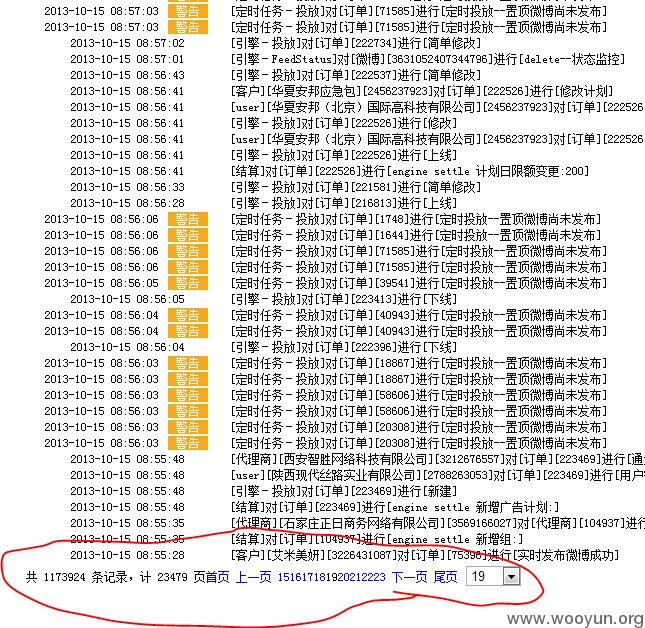 2013-10-15 08:57:03 警告 [定时任务-投放]对[订单][71585]进行[定时投放--置顶微博尚未发布]
2013-10-15 08:57:03 警告 [定时任务-投放]对[订单][71585]进行[定时投放--置顶微博尚未发布]
2013-10-15 08:57:02 [引擎-投放]对[订单][222734]进行[简单修改]
2013-10-15 08:57:01 [引擎-FeedStatus]对[微博][3631052407344796]进行[delete--状态监控]
2013-10-15 08:56:43 [引擎-投放]对[订单][222537]进行[简单修改]
2013-10-15 08:56:41 [客户][华夏安邦应急包][2456237923]对[订单][222526]进行[修改计划]
2013-10-15 08:56:41 [user][华夏安邦（北京）国际高科技有限公司][2456237923]对[订单][222526
2013-10-15 08:56:41 [引擎-投放]对[订单][222526]进行[修改]
2013-10-15 08:56:41 [user][华夏安邦（北京）国际高科技有限公司][2456237923]对[订单][222526
2013-10-15 08:56:41 [引擎-投放]对[订单][222526]进行[上线]
2013-10-15 08:56:41 [结算]对[订单][222526]进行[engine settle 计划日限额变更:200]
2013-10-15 08:56:33 [引擎-投放]对[订单][221581]进行[简单修改]
2013-10-15 08:56:28 [引擎-投放]对[订单][216813]进行[上线]
2013-10-15 08:56:06 警告 [定时任务-投放]对[订单][1748]进行[定时投放--置顶微博尚未发布]
2013-10-15 08:56:06 警告 [定时任务-投放]对[订单][1644]进行[定时投放--置顶微博尚未发布]
2013-10-15 08:56:06 警告 [定时任务-投放]对[订单][71585]进行[定时投放--置顶微博尚未发布]
2013-10-15 08:56:06 警告 [定时任务-投放]对[订单][71585]进行[定时投放--置顶微博尚未发布]
2013-10-15 08:56:05 警告 [定时任务-投放]对[订单][39541]进行[定时投放--置顶微博尚未发布]
2013-10-15 08:56:05 [引擎-投放]对[订单][223413]进行[下线]
2013-10-15 08:56:04 警告 [定时任务-投放]对[订单][40943]进行[定时投放--置顶微博尚未发布]
2013-10-15 08:56:04 警告 [定时任务-投放]对[订单][40943]进行[定时投放--置顶微博尚未发布]
2013-10-15 08:56:04 [引擎-投放]对[订单][222396]进行[下线]
2013-10-15 08:56:03 警告 [定时任务-投放]对[订单][18867]进行[定时投放--置顶微博尚未发布]
2013-10-15 08:56:03 警告 [定时任务-投放]对[订单][18867]进行[定时投放--置顶微博尚未发布]
2013-10-15 08:56:03 警告 [定时任务-投放]对[订单][58606]进行[定时投放--置顶微博尚未发布]
2013-10-15 08:56:03 警告 [定时任务-投放]对[订单][58606]进行[定时投放--置顶微博尚未发布]
2013-10-15 08:56:03 警告 [定时任务-投放]对[订单][20308]进行[定时投放--置顶微博尚未发布]
2013-10-15 08:56:03 警告 [定时任务-投放]对[订单][20308]进行[定时投放--置顶微博尚未发布]
2013-10-15 08:55:48 [代理商][西安智胜网络科技有限公司][3212676557]对[订单][223469]进行[通
2013-10-15 08:55:48 [user][陕西现代丝路实业有限公司][2788263053]对[订单][223469]进行[用户
2013-10-15 08:55:48 [引擎-投放]对[订单][223469]进行[新建]
2013-10-15 08:55:48 [结算]对[订单][223469]进行[engine settle 新增广告计划:]
2013-10-15 08:55:35 [代理商][石家庄正日商务网络有限公司][3569166027]对[代理商][104937]进行
2013-10-15 08:55:35 [结算]对[订单][104937]进行[engine settle 新增组:]
2013-10-15 08:55:28 [客户][艾米美妍][3226431087]对[订单][75396]进行[实时发布微博成功]
共 1173924 条记录，计 23479 页首页 上一页 151617181920212223 下一页 尾页 19
www.wooyun.org